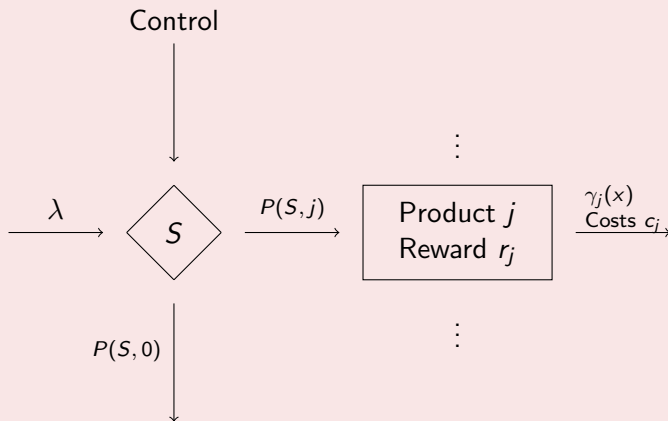 Control
⋮
λ
S
P(S, j)
Product j
Reward r_j
γ_j(x)
Costs c_j
P(S, 0)
⋮